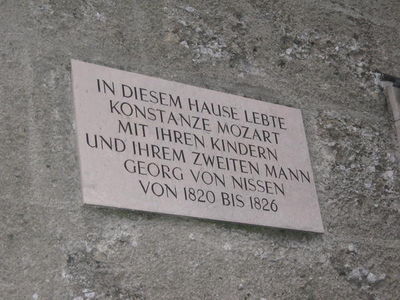 IN DIESEM HAUSE LEBTE
KONSTANZE MOZART
MIT IHREN KINDERN
UND IHREM ZWEITEN MANN
GEORG VON NISSEN
VON 1820 BIS 1826